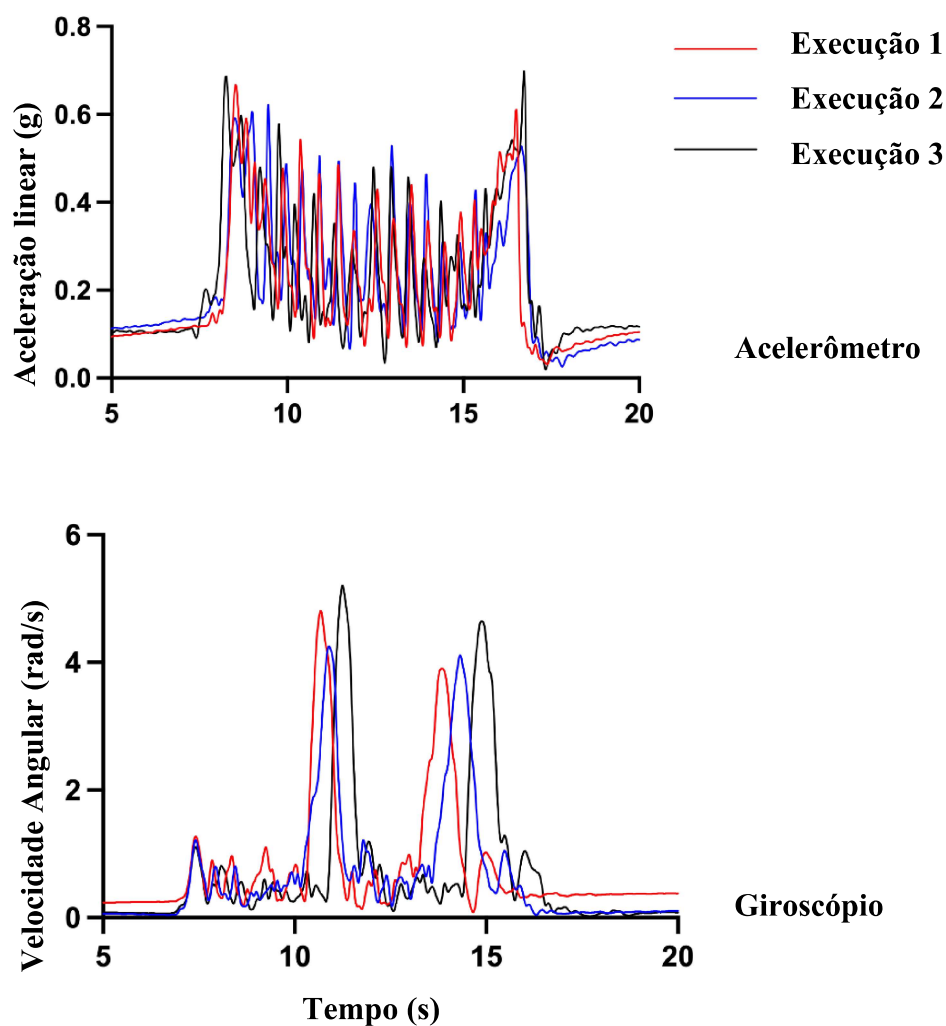 Aceleração linear (g)
0.8
0.6
0.4
0.2
0.0
5 10 15 20
Execução 1
Execução 2
Execução 3
Acelerômetro
Velocidade Angular (rad/s)
6
4
2
0
5 10 15 20
Giroscópio
Tempo (s)